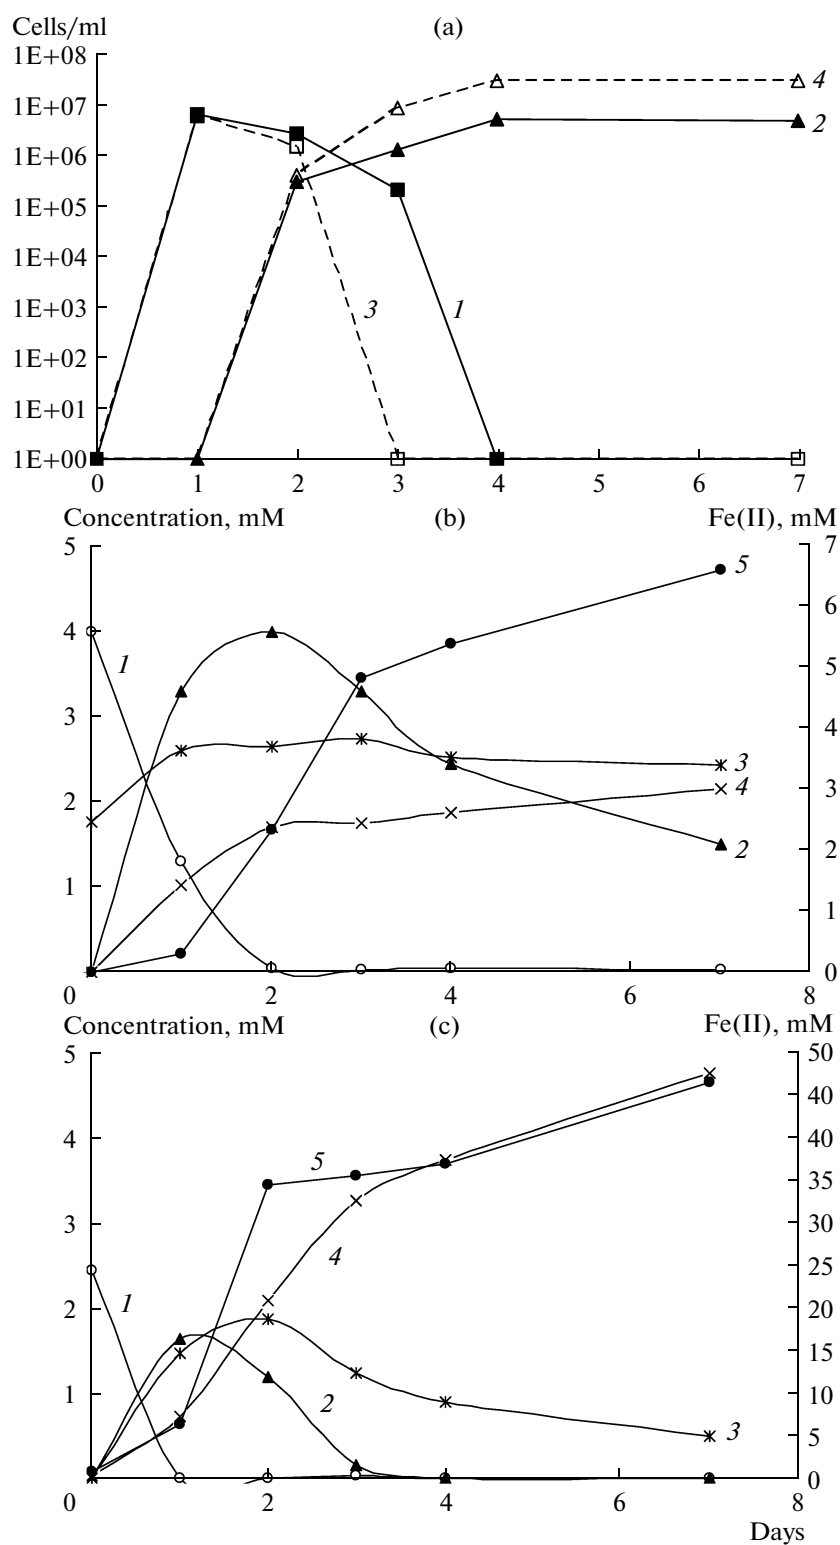 Cells/ml (a)
1E+08
4
1E+07
2
1E+06
1E+05
1E+04
1E+03 3 1
1E+02
1E+01
1E+00
0 1 2 3 4 5 6 7
Concentration, mM (b) Fe(II), mM
5 7
5
6
4
1 5
3 4
3
4 3
2
2 2
1 1
0
0 2 4 6 8
Concentration, mM (c) Fe(II), mM
5 50
40
4 40
5 35
3 30
4 25
1
2 20
15
1 2 10
3 5
0
0 2 4 6 8
Days